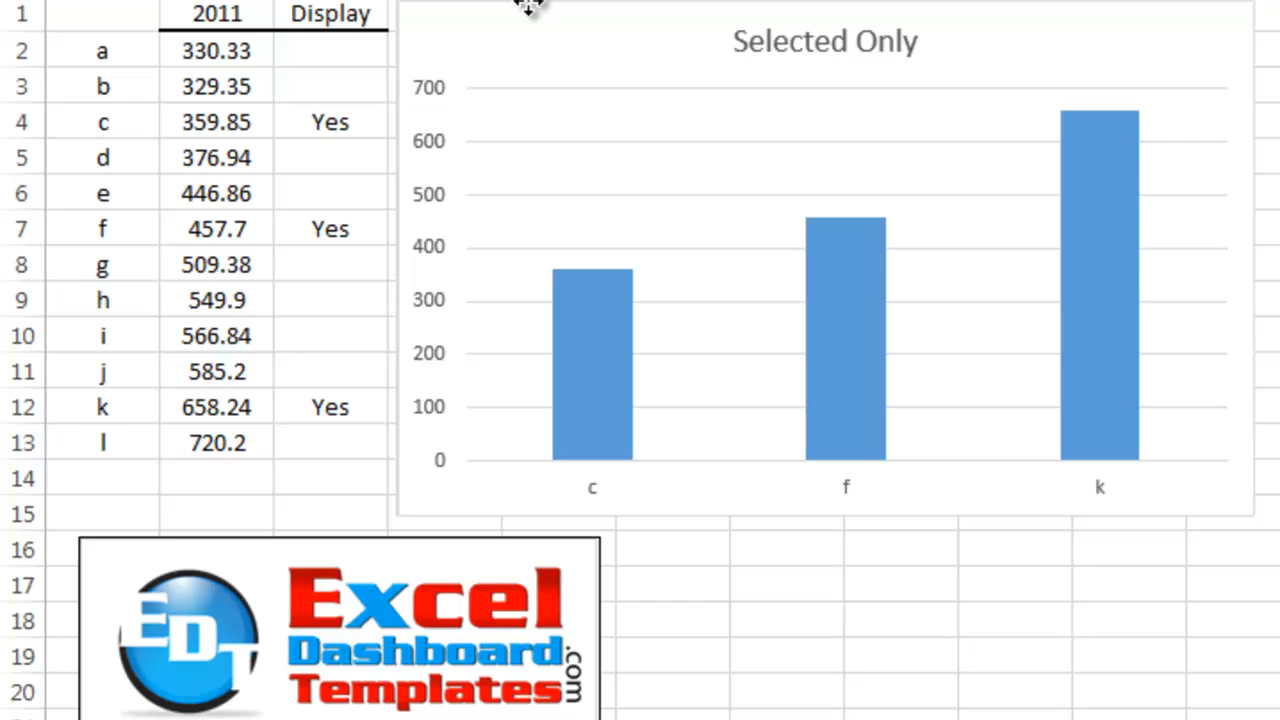 1 2011 Display
2 a 330.33
3 b 329.35
4 c 359.85 Yes
5 d 376.94
6 e 446.86
7 f 457.7 Yes
8 g 509.38
9 h 549.9
10 i 566.84
11 j 585.2
12 k 658.24 Yes
13 l 720.2
14
15
16
17
18
19
20
Selected Only
700
600
500
400
300
200
100
0
c f k
EDT
Excel
Dashboard
Templates
.com